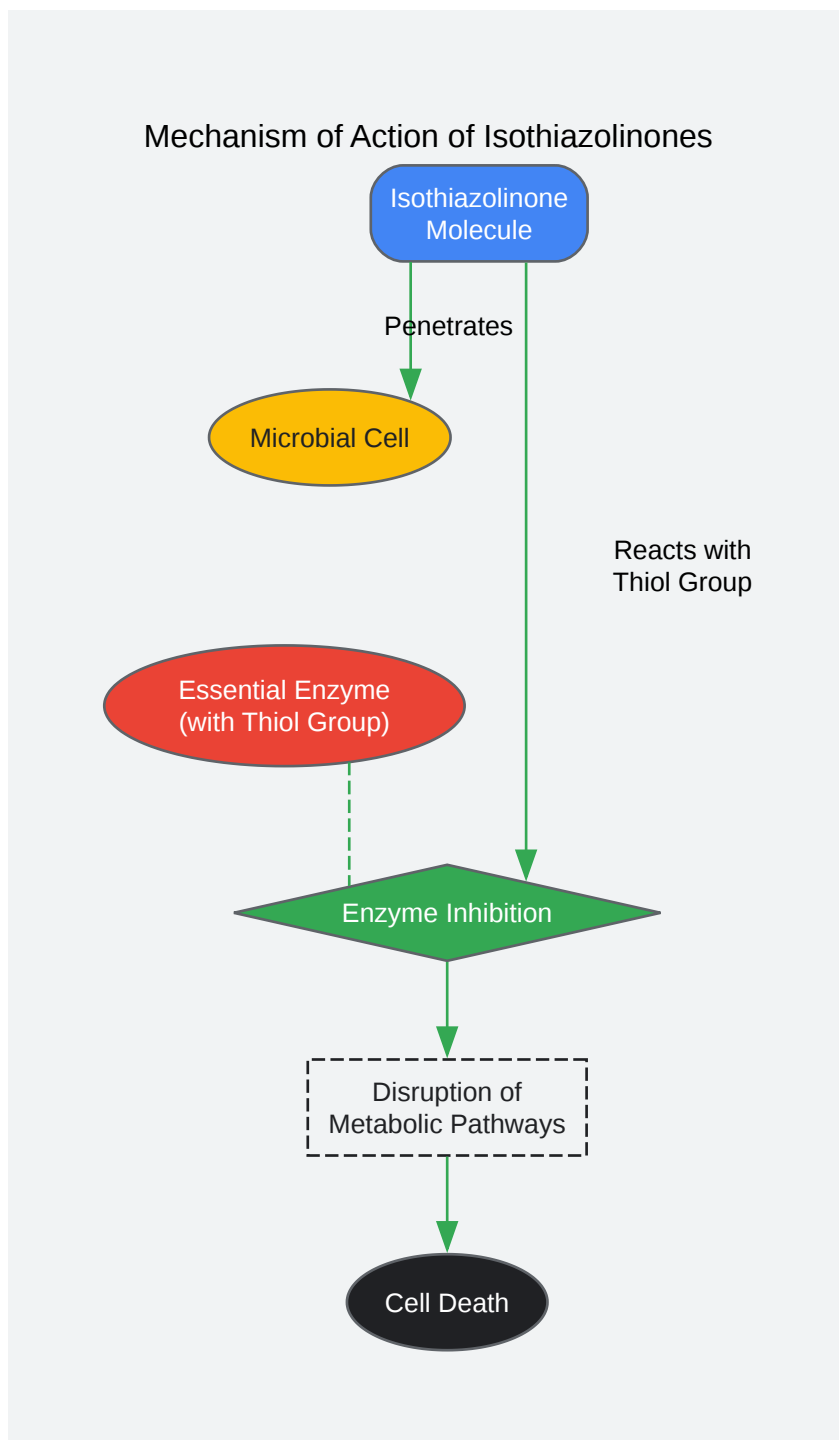 Mechanism of Action of Isothiazolinones
Isothiazolinone
Molecule
Penetrates
Microbial Cell
Reacts with
Thiol Group
Essential Enzyme
(with Thiol Group)
Enzyme Inhibition
Disruption of
Metabolic Pathways
Cell Death